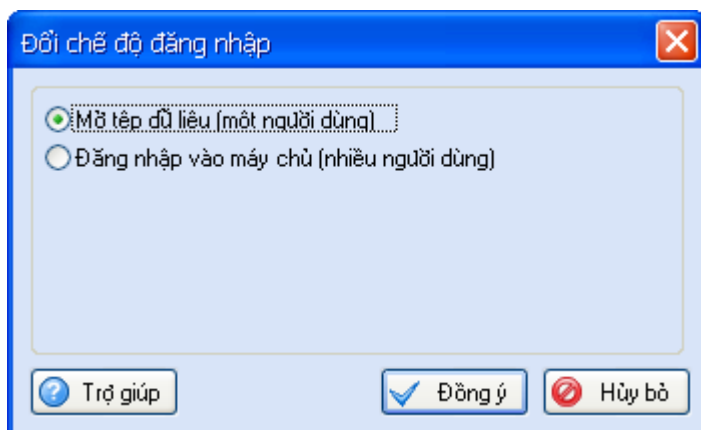 Đổi chế độ đăng nhập
Mở tệp dữ liệu (một người dùng)
Đăng nhập vào máy chủ (nhiều người dùng)
Trợ giúp
Đồng ý
Hủy bỏ